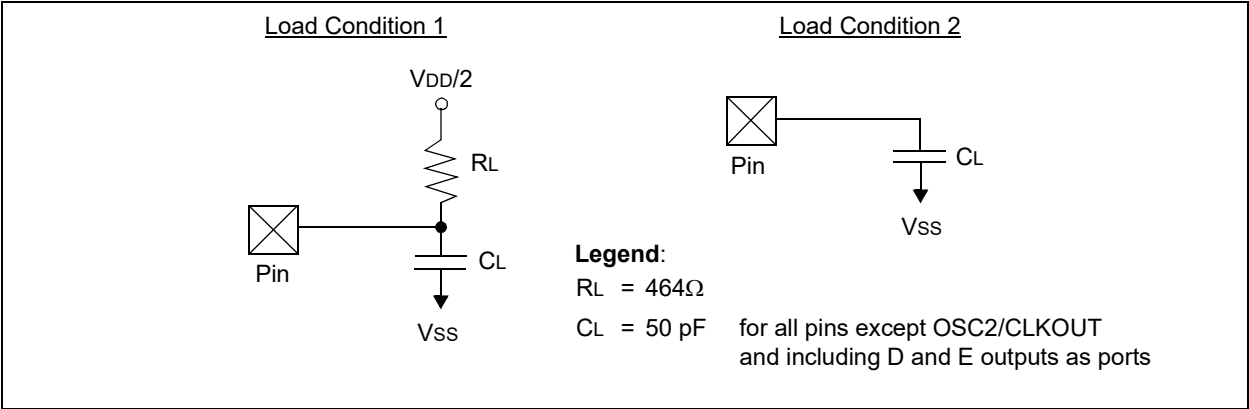 Load Condition 1
VDD/2
RL
Pin
CL
VSS
Load Condition 2
Pin
CL
VSS
Legend:
RL = 464Ω
CL = 50 pF for all pins except OSC2/CLKOUT
and including D and E outputs as ports